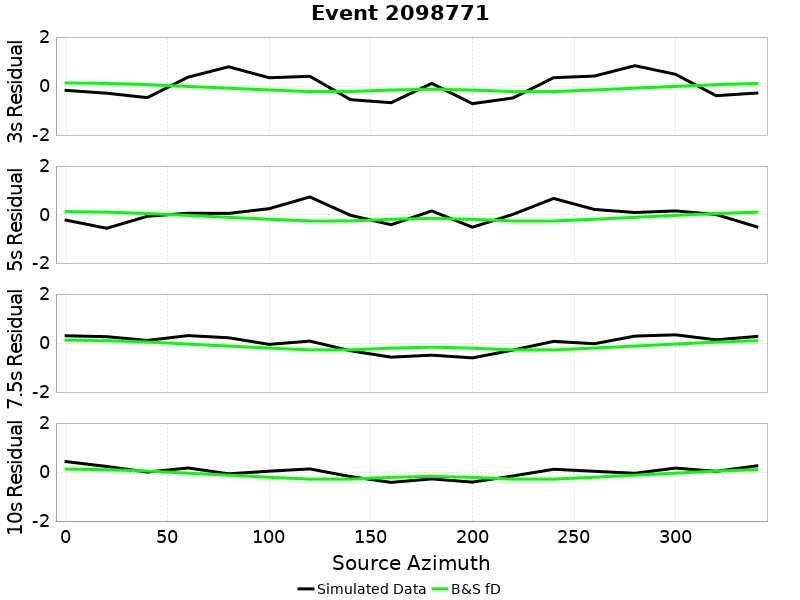 Event 2098771
3s Residual
2
0
-2
5s Residual
2
0
-2
7.5s Residual
2
0
-2
10s Residual
2
0
-2
0 50 100 150 200 250 300
Source Azimuth
Simulated Data B&S fD